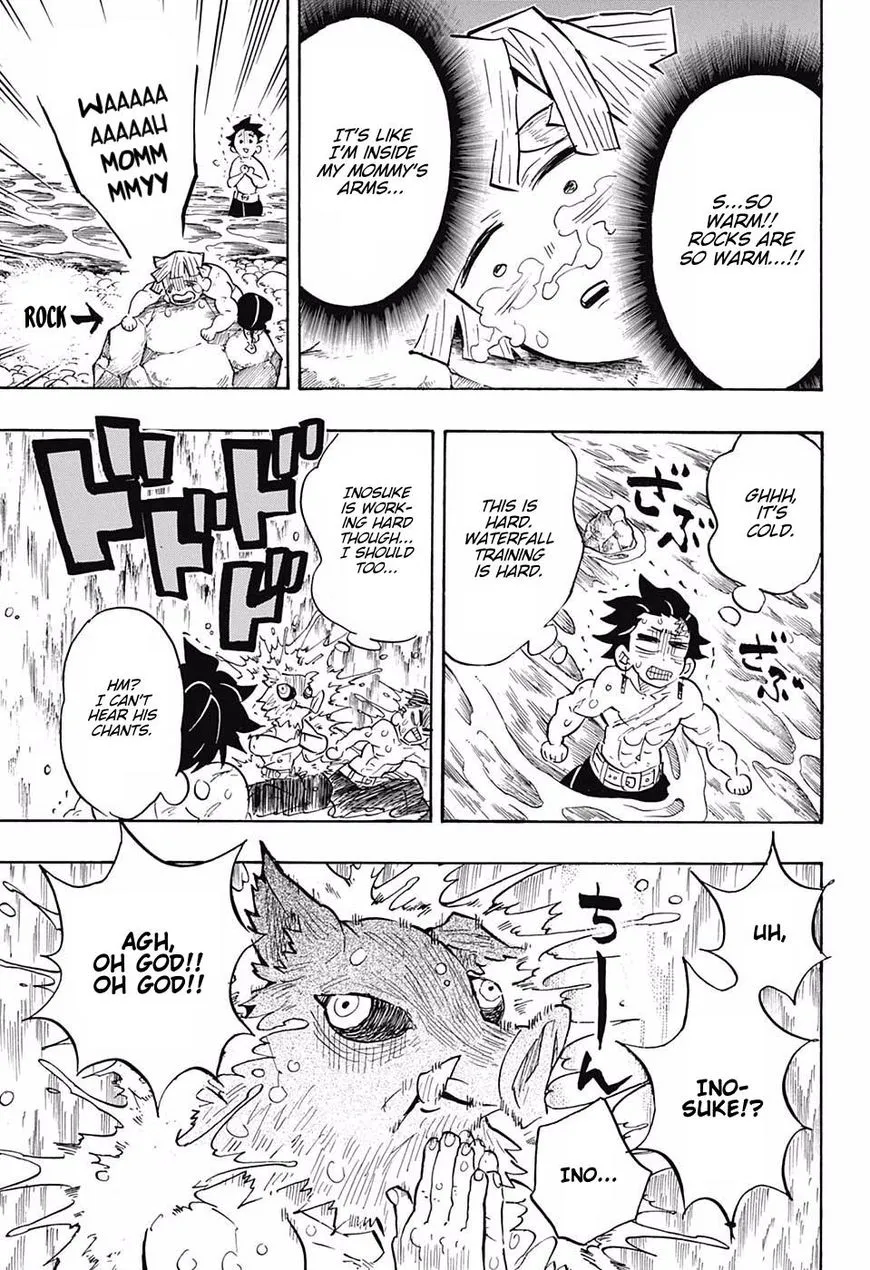 S...SO
WARM!!
ROCKS ARE
SO WARM...!!
IT'S LIKE
I'M INSIDE
MY MOMMY'S
ARMS...
WAAAAA
AAAAAH
MOMM
MMYY
ROCK
GHHH,
IT'S
COLD.
ざぶ
ざぶ
THIS IS
HARD.
WATERFALL
TRAINING
IS HARD.
INOSUKE
IS WORK-
ING HARD
THOUGH...
I SHOULD
TOO...
ドドド
ド
HM?
I CAN'T
HEAR HIS
CHANTS.
UH,
INO-
SUKE!?
ちーん
INO...
AGH,
OH GOD!!
OH GOD!!